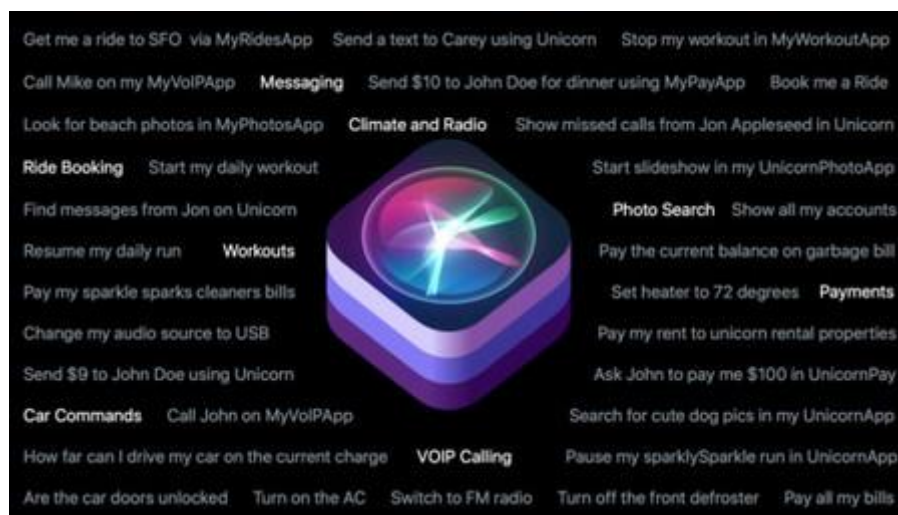 Get me a ride to SFO via MyRidesApp Send a text to Carey using Unicorn Stop my workout in MyWorkoutApp
Call Mike on my MyVoIPApp Messaging Send $10 to John Doe for dinner using MyPayApp Book me a Ride
Look for beach photos in MyPhotosApp Climate and Radio Show missed calls from Jon Appleseed in Unicorn
Ride Booking Start my daily workout Start slideshow in my UnicornPhotoApp
Find messages from Jon on Unicorn Photo Search Show all my accounts
Resume my daily run Workouts Pay the current balance on garbage bill
Pay my sparkle sparks cleaners bills Set heater to 72 degrees Payments
Change my audio source to USB Pay my rent to unicorn rental properties
Send $9 to John Doe using Unicorn Ask John to pay me $100 in UnicornPay
Car Commands Call John on MyVoIPApp Search for cute dog pics in my UnicornApp
How far can I drive my car on the current charge VOIP Calling Pause my sparklySparkle run in UnicornApp
Are the car doors unlocked Turn on the AC Switch to FM radio Turn off the front defroster Pay all my bills